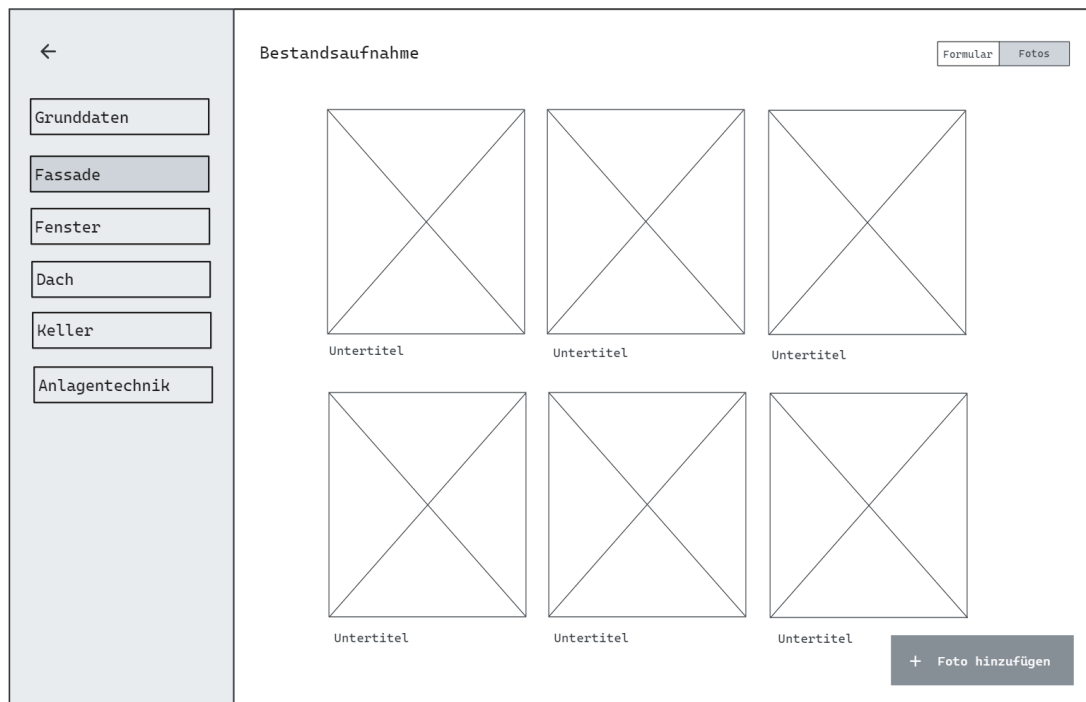 Bestandsaufnahme
Formular
Fotos
Grunddaten
Fassade
Fenster
Dach
Keller
Anlagentechnik
Untertitel
Untertitel
Untertitel
Untertitel
Untertitel
Untertitel
+ Foto hinzufügen